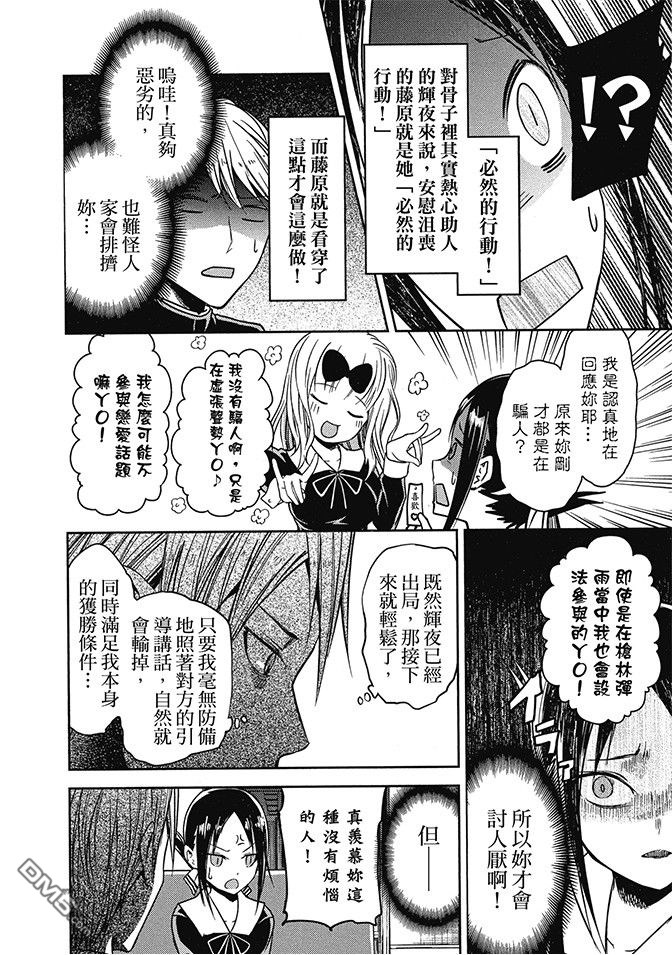 !?
「必然的行動！」
對骨子裡其實熱心助人
的輝夜來說，安慰沮喪
的藤原就是她「必然的
行動！」
而藤原就是看穿了
這點才會這麼做！
嗚哇！真夠
惡劣的，
也難怪人
家會排擠
妳…
我是認真地在
回應妳耶…
原來妳剛
才都是在
騙人？
喜歡
我沒有騙人啊，只是
在虛張聲勢YO♪
我怎麼可能不
參與戀愛話題
嘛YO！
即使是在槍林彈
雨當中我也會設
法參與的YO！
所以妳才會
討人厭啊！
既然輝夜已經
出局，那接下
來就輕鬆了，
只要我毫無防備
地照著對方的引
導講話，自然就
會輸掉，
同時滿足我本身
的獲勝條件…
但——
真羨慕妳這
種沒有煩惱
的人！